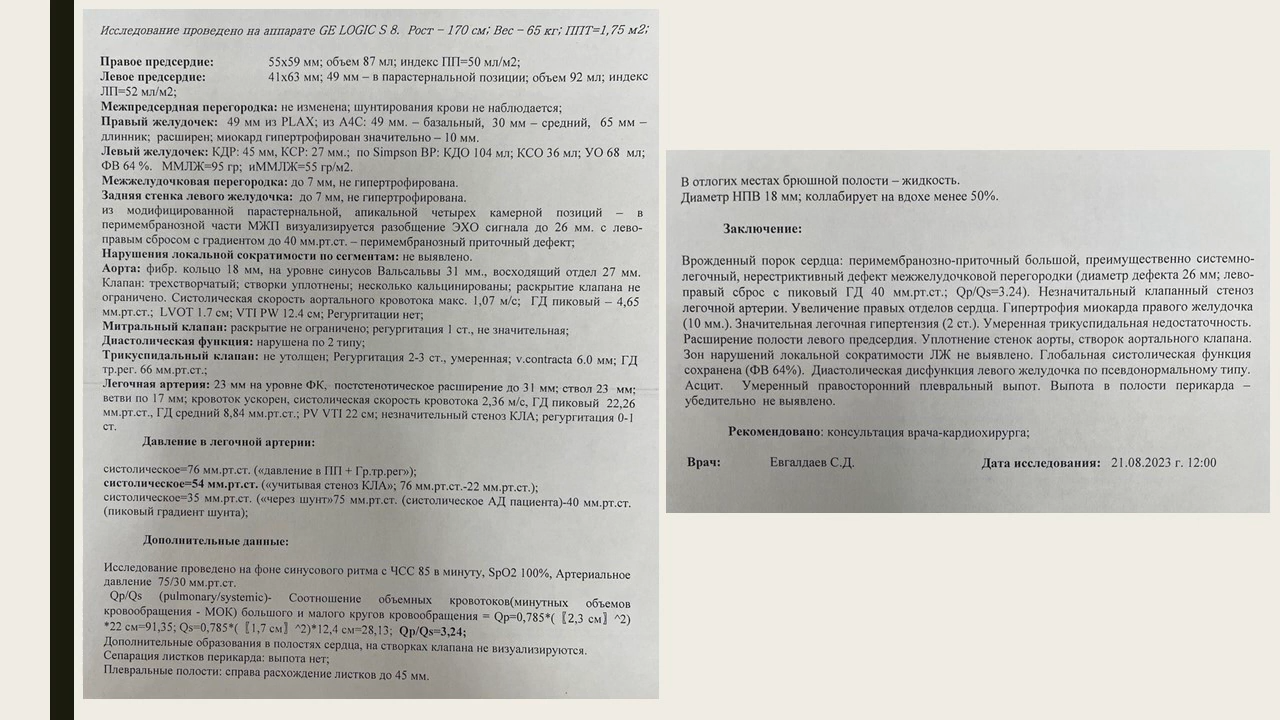 Исследование проведено на аппарате GE LOGIC S 8. Рост – 170 см; Вес – 65 кг; ППТ=1,75 м2;
Правое предсердие: 55х59 мм; объем 87 мл; индекс ПП=50 мл/м2;
Левое предсердие: 41х63 мм; 49 мм – в парастернальной позиции; объем 92 мл; индекс
ЛП=52 мл/м2;
Межпредсердная перегородка: не изменена; шунтирования крови не наблюдается;
Правый желудочек: 49 мм из PLAX; из A4C: 49 мм. – базальный, 30 мм – средний, 65 мм –
длинник; расширен; миокард гипертрофирован значительно – 10 мм.
Левый желудочек: КДР: 45 мм, КСР: 27 мм.; по Simpson BP: КДО 104 мл; КСО 36 мл; УО 68 мл;
ФВ 64 %. ММЛЖ=95 гр; иММЛЖ=55 гр/м2.
Межжелудочковая перегородка: до 7 мм, не гипертрофирована.
Задняя стенка левого желудочка: до 7 мм, не гипертрофирована.
из модифицированной парастернальной, апикальной четырех камерной позиций – в
перимембранозной части МЖП визуализируется разобщение ЭХО сигнала до 26 мм. с лево-
правым сбросом с градиентом до 40 мм.рт.ст. – перимембранозный приточный дефект;
Нарушения локальной сократимости по сегментам: не выявлено.
Аорта: фибр. кольцо 18 мм, на уровне синусов Вальсальвы 31 мм., восходящий отдел 27 мм.
Клапан: трехстворчатый; створки уплотнены; несколько кальцинированы; раскрытие клапана не
ограничено. Систолическая скорость аортального кровотока макс. 1,07 м/с; ГД пиковый – 4,65
мм.рт.ст.; LVOT 1.7 см; VTI PW 12.4 см; Регургитации нет;
Митральный клапан: раскрытие не ограничено; регургитация 1 ст., не значительная;
Диастолическая функция: нарушена по 2 типу;
Трикуспидальный клапан: не утолщен; Регургитация 2-3 ст., умеренная; v.contracta 6.0 мм; ГД
тр.рег. 66 мм.рт.ст.;
Легочная артерия: 23 мм на уровне ФК, постстенотическое расширение до 31 мм; ствол 23 мм;
ветви по 17 мм; кровоток ускорен, систолическая скорость кровотока 2,36 м/с, ГД пиковый 22,26
мм.рт.ст., ГД средний 8,84 мм.рт.ст.; PV VTI 22 см; незначительный стеноз КЛА; регургитация 0-1
ст.
Давление в легочной артерии:
систолическое=76 мм.рт.ст. («давление в ПП + Гр.тр.рег»);
систолическое=54 мм.рт.ст. («учитывая стеноз КЛА»; 76 мм.рт.ст.-22 мм.рт.ст.);
систолическое=35 мм.рт.ст. («через шунт»75 мм.рт.ст. (систолическое АД пациента)-40 мм.рт.ст.
(пиковый градиент шунта);
Дополнительные данные:
Исследование проведено на фоне синусового ритма с ЧСС 85 в минуту, SpO2 100%, Артериальное
давление 75/30 мм.рт.ст.
Qp/Qs (pulmonary/systemic)- Соотношение объемных кровотоков(минутных объемов
кровообращения - МОК) большого и малого кругов кровообращения = Qp=0,785*(〖2,3 см〗^2)
*22 см=91,35; Qs=0,785*(〖1,7 см〗^2)*12,4 см=28,13; Qp/Qs=3,24;
Дополнительные образования в полостях сердца, на створках клапана не визуализируются.
Сепарация листков перикарда: выпота нет;
Плевральные полости: справа расхождение листков до 45 мм.
В отлогих местах брюшной полости – жидкость.
Диаметр НПВ 18 мм; коллабирует на вдохе менее 50%.
Заключение:
Врожденный порок сердца: перимембранозно-приточный большой, преимущественно системно-
легочный, нерестриктивный дефект межжелудочковой перегородки (диаметр дефекта 26 мм; лево-
правый сброс с пиковый ГД 40 мм.рт.ст.; Qp/Qs=3.24). Незначитальный клапанный стеноз
легочной артерии. Увеличение правых отделов сердца. Гипертрофия миокарда правого желудочка
(10 мм.). Значительная легочная гипертензия (2 ст.). Умеренная трикуспидальная недостаточность.
Расширение полости левого предсердия. Уплотнение стенок аорты, створок аортального клапана.
Зон нарушений локальной сократимости ЛЖ не выявлено. Глобальная систолическая функция
сохранена (ФВ 64%). Диастолическая дисфункция левого желудочка по псевдонормальному типу.
Асцит. Умеренный правосторонний плевральный выпот. Выпота в полости перикарда –
убедительно не выявлено.
Рекомендовано: консультация врача-кардиохирурга;
Врач: Евгалдаев С.Д. Дата исследования: 21.08.2023 г. 12:00